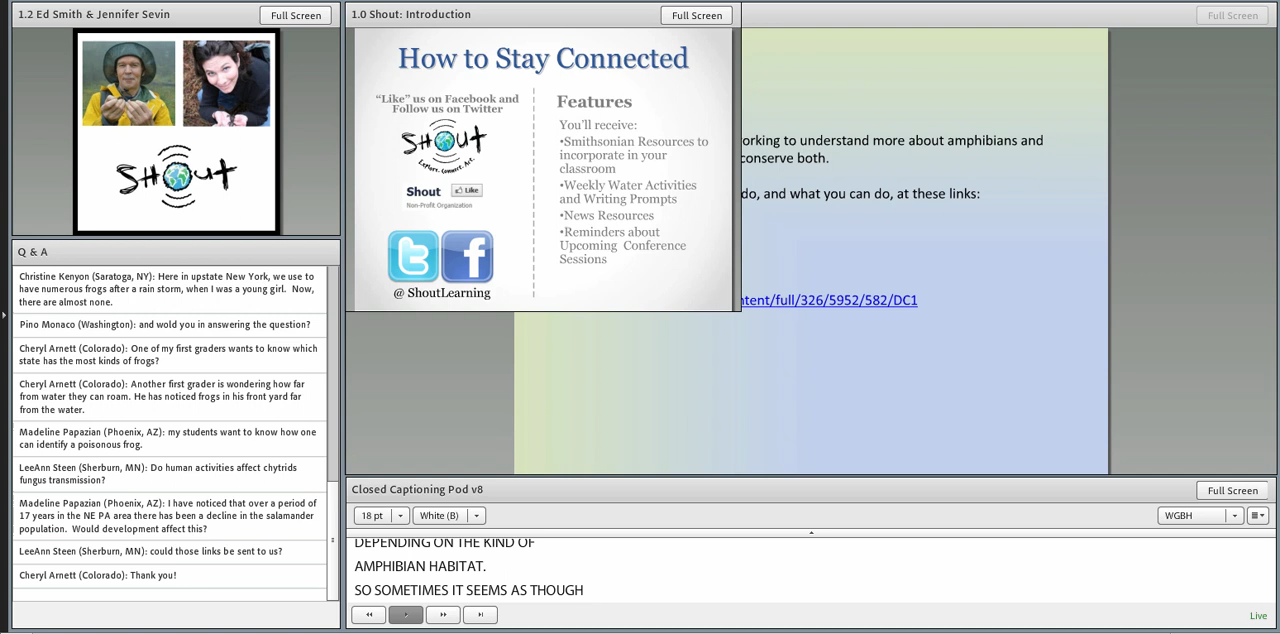 1.2 Ed Smith & Jennifer Sevin
Full Screen
SHOUT
Q & A
Christine Kenyon (Saratoga, NY): Here in upstate New York, we use to
have numerous frogs after a rain storm, when I was a young girl. Now,
there are almost none.
Pino Monaco (Washington): and wold you in answering the question?
Cheryl Arnett (Colorado): One of my first graders wants to know which
state has the most kinds of frogs?
Cheryl Arnett (Colorado): Another first grader is wondering how far
from water they can roam. He has noticed frogs in his front yard far
from the water.
Madeline Papazian (Phoenix, AZ): my students want to know how one
can identify a poisonous frog.
LeeAnn Steen (Sherburn, MN): Do human activities affect chytrids
fungus transmission?
Madeline Papazian (Phoenix, AZ): I have noticed that over a period of
17 years in the NE PA area there has been a decline in the salamander
population. Would development affect this?
LeeAnn Steen (Sherburn, MN): could those links be sent to us?
Cheryl Arnett (Colorado): Thank you!
1.0 Shout: Introduction
Full Screen
How to Stay Connected
“Like” us on Facebook and
Follow us on Twitter
SHOUT
Explore. Connect. Act.
Shout
Like
Non-Profit Organization
@ ShoutLearning
Features
You'll receive:
•Smithsonian Resources to
incorporate in your
classroom
•Weekly Water Activities
and Writing Prompts
•News Resources
•Reminders about
Upcoming Conference
Sessions
Full Screen
orking to understand more about amphibians and
conserve both.
do, and what you can do, at these links:
ntent/full/326/5952/582/DC1
Closed Captioning Pod v8
Full Screen
18 pt
White (B)
WGBH
DEPENDING ON THE KIND OF
AMPHIBIAN HABITAT.
SO SOMETIMES IT SEEMS AS THOUGH
Live